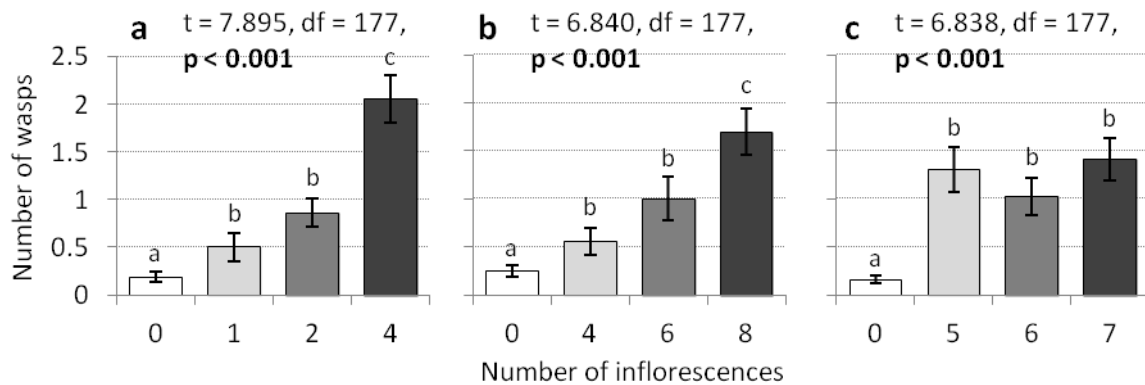 a t = 7.895, df = 177,
p < 0.001
b t = 6.840, df = 177,
p < 0.001
c t = 6.838, df = 177,
p < 0.001
Number of wasps
2.5
2
1.5
1
0.5
0
a b b c
a b b c
a b b b
0 1 2 4
0 4 6 8
0 5 6 7
Number of inflorescences